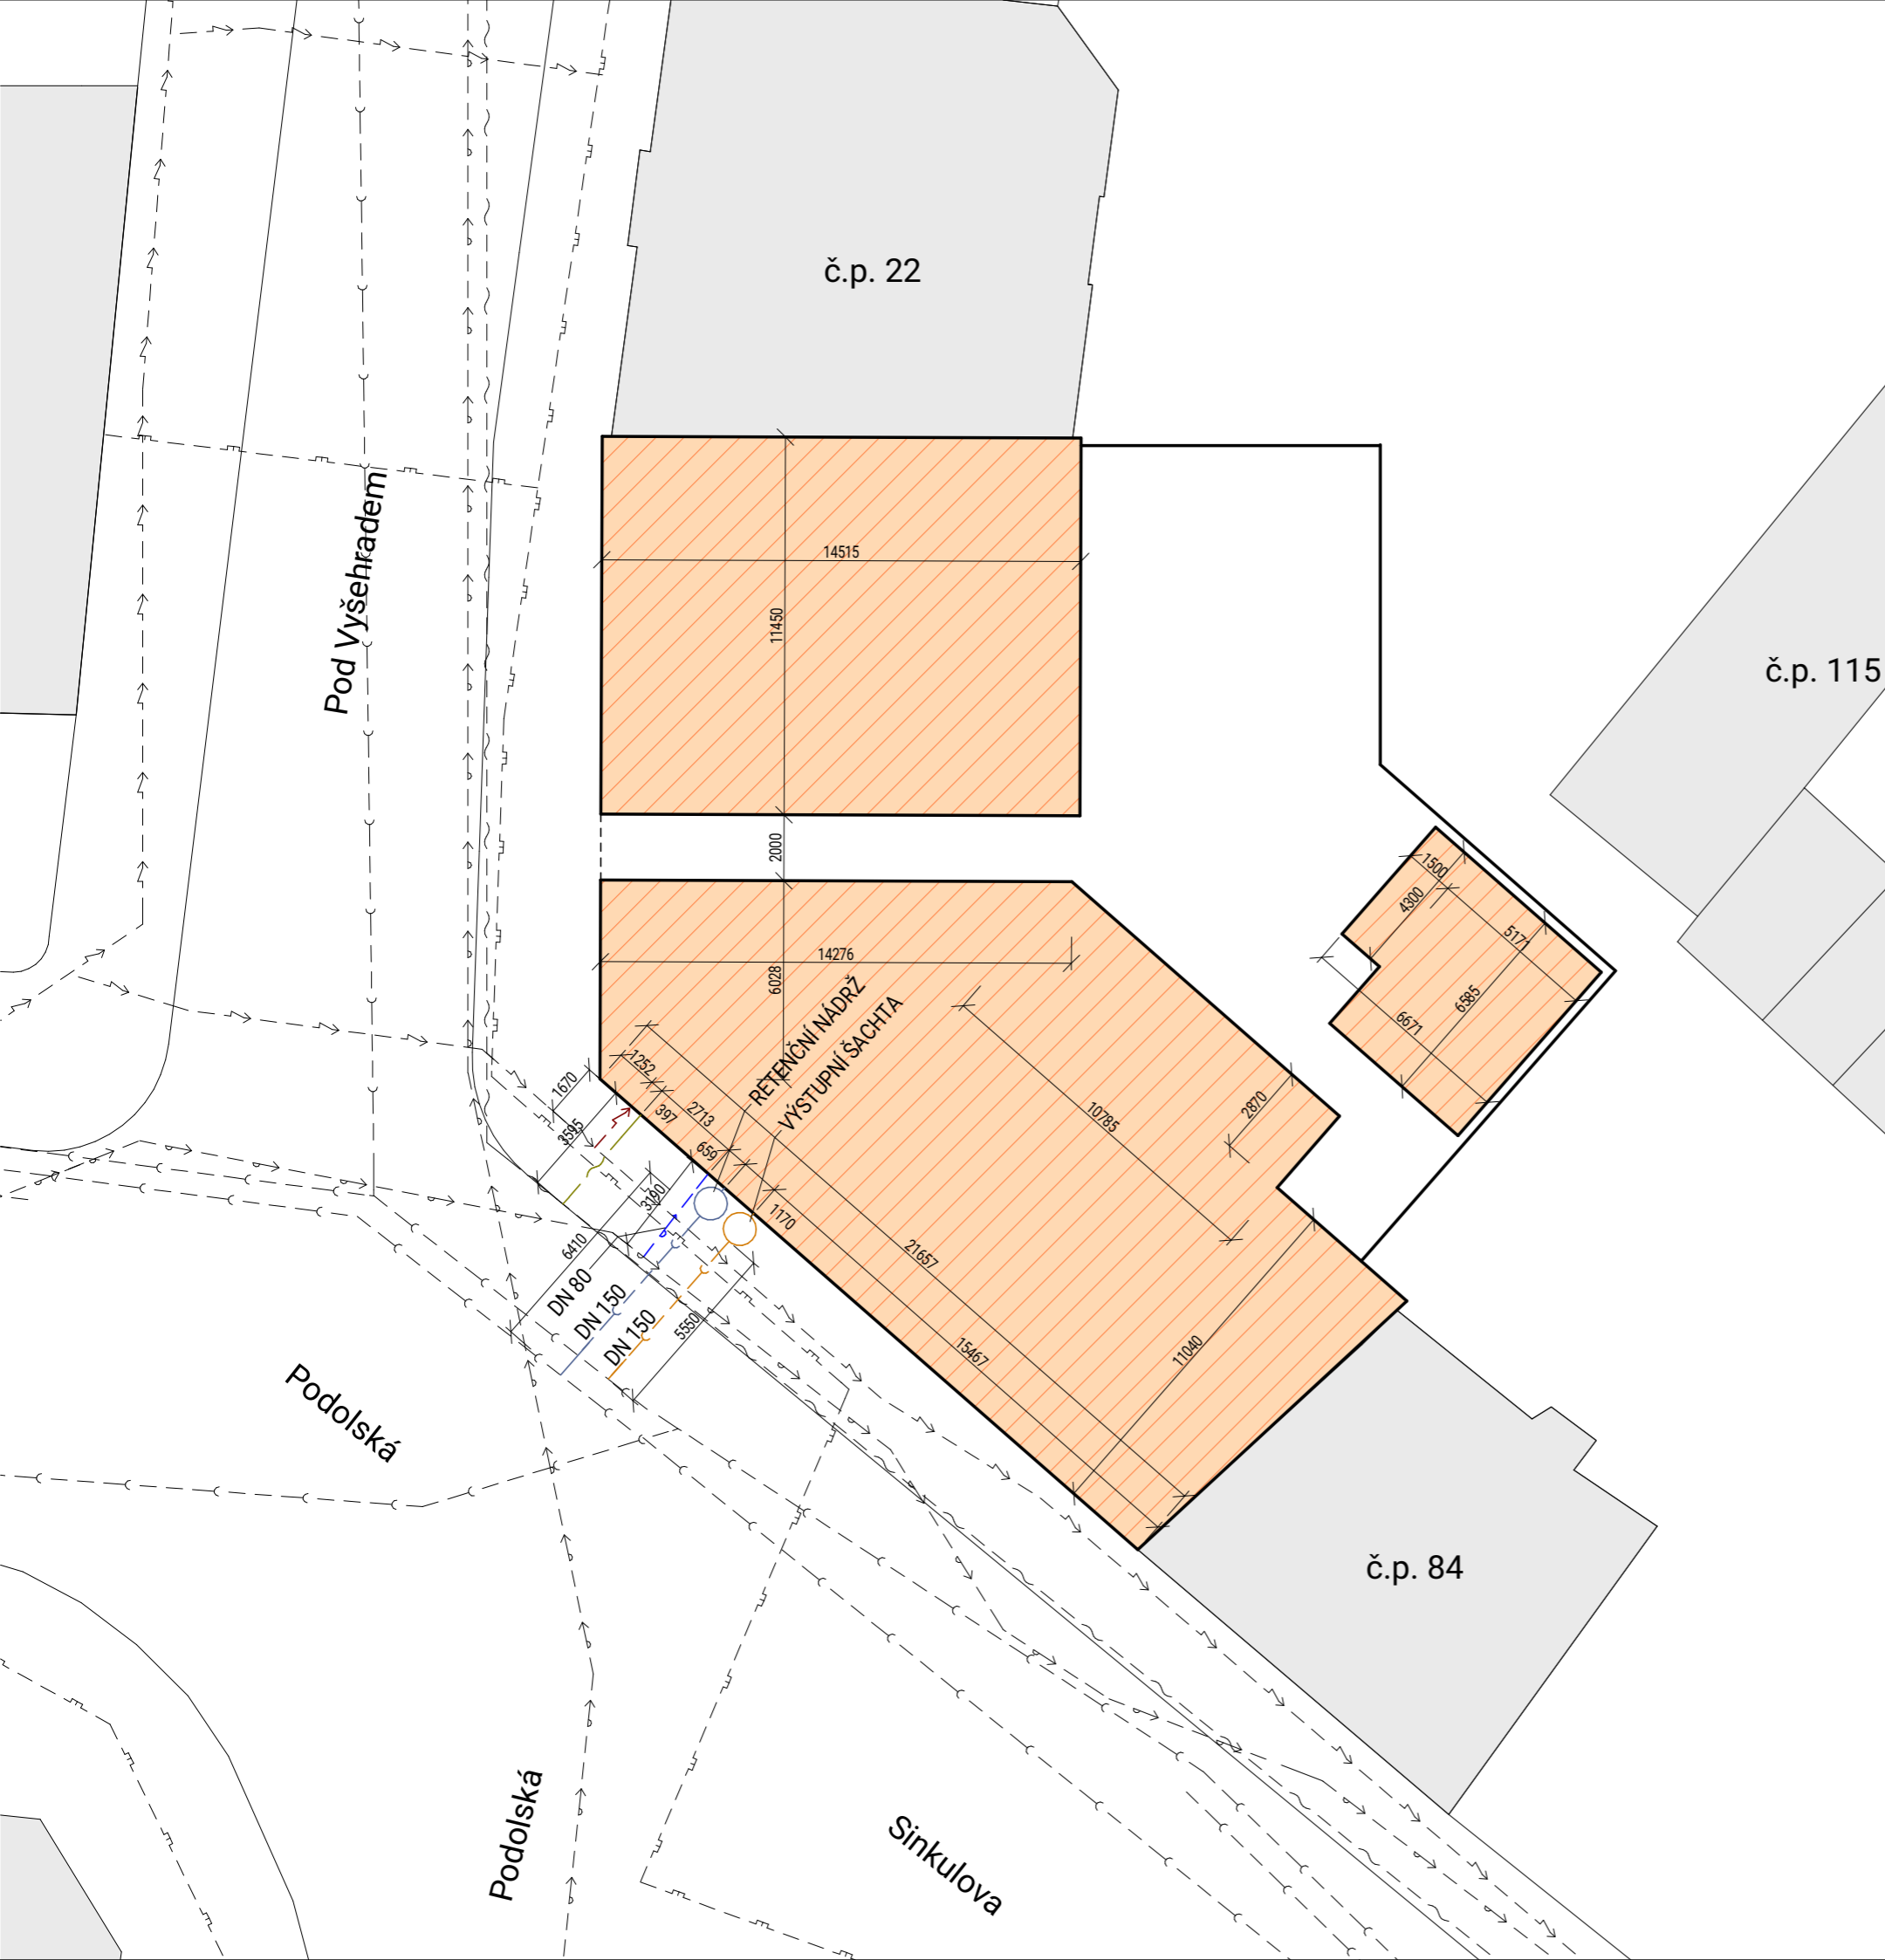 č.p. 22
Pod Vyšehradem
14515
11450
č.p. 115
2000
1500
4300
5171
14276
6028
6585
6671
RETENČNÍ NÁDRŽ
VÝSTUPNÍ ŠACHTA
1252
1670
397
2713
3595
659
10785
2870
3190
1170
6410
21657
DN 80
DN 150
DN 150
5550
15467
11040
Podolská
č.p. 84
Podolská
Sinkulova